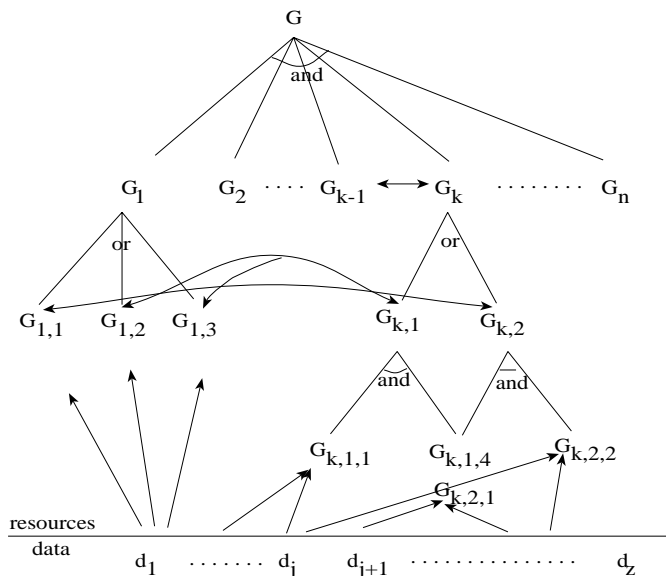 G
and
G1 G2 .... Gk-1 Gk ........ Gn
or or
G1,1 G1,2 G1,3 Gk,1 Gk,2
and and
Gk,1,1 Gk,1,4 Gk,2,2
Gk,2,1
resources
data
d1 ....... dj dj+1 ............... dz